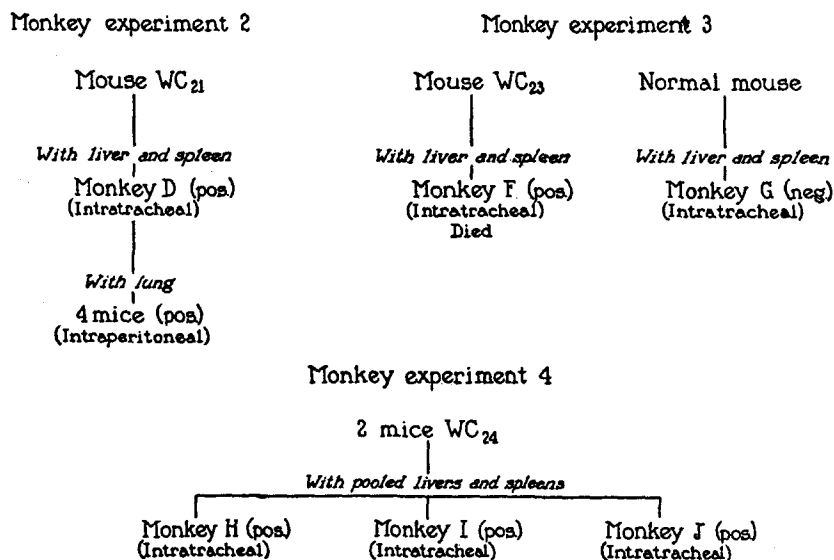 Monkey experiment 2
Mouse WC₂₁
With liver and spleen
Monkey D (pos.)
(Intratracheal)
With lung
4 mice (pos.)
(Intraperitoneal)
Monkey experiment 3
Mouse WC₂₃
With liver and spleen
Monkey F (pos.)
(Intratracheal)
Died
Normal mouse
With liver and spleen
Monkey G (neg.)
(Intratracheal)
Monkey experiment 4
2 mice WC₂₄
With pooled livers and spleens
Monkey H (pos.)
(Intratracheal)
Monkey I (pos.)
(Intratracheal)
Monkey J (pos.)
(Intratracheal)